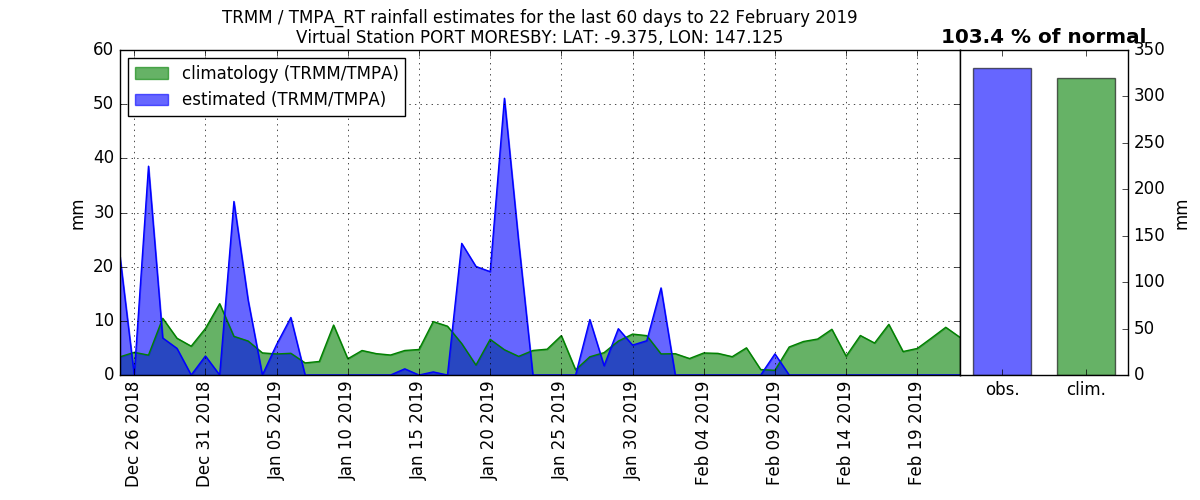 TRMM / TMPA_RT rainfall estimates for the last 60 days to 22 February 2019
Virtual Station PORT MORESBY: LAT: -9.375, LON: 147.125
103.4 % of normal
climatology (TRMM/TMPA)
estimated (TRMM/TMPA)
mm
60
50
40
30
20
10
0
Dec 26 2018
Dec 31 2018
Jan 05 2019
Jan 10 2019
Jan 15 2019
Jan 20 2019
Jan 25 2019
Jan 30 2019
Feb 04 2019
Feb 09 2019
Feb 14 2019
Feb 19 2019
obs.
clim.
350
300
250
200
150
100
50
0
mm